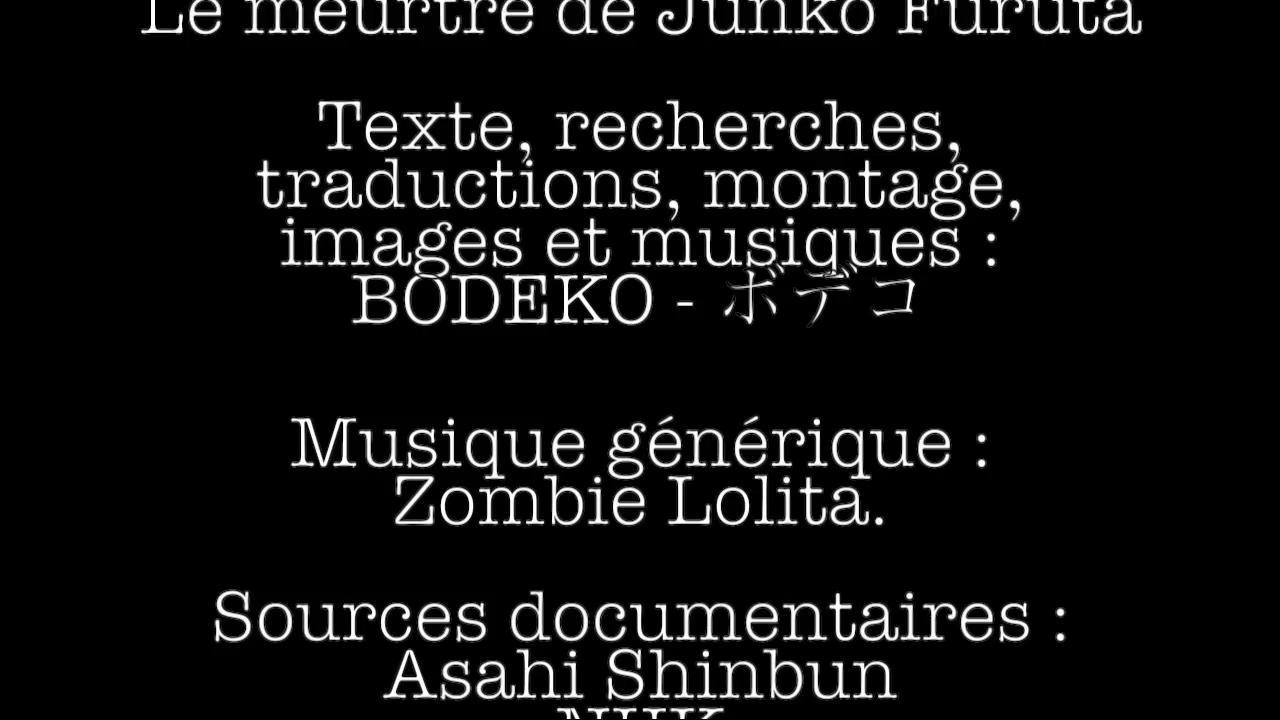 Le meurtre de Junko Furuta
Texte, recherches,
traductions, montage,
images et musiques :
BODEKO - ボデコ
Musique générique :
Zombie Lolita.
Sources documentaires :
Asahi Shinbun
NHK